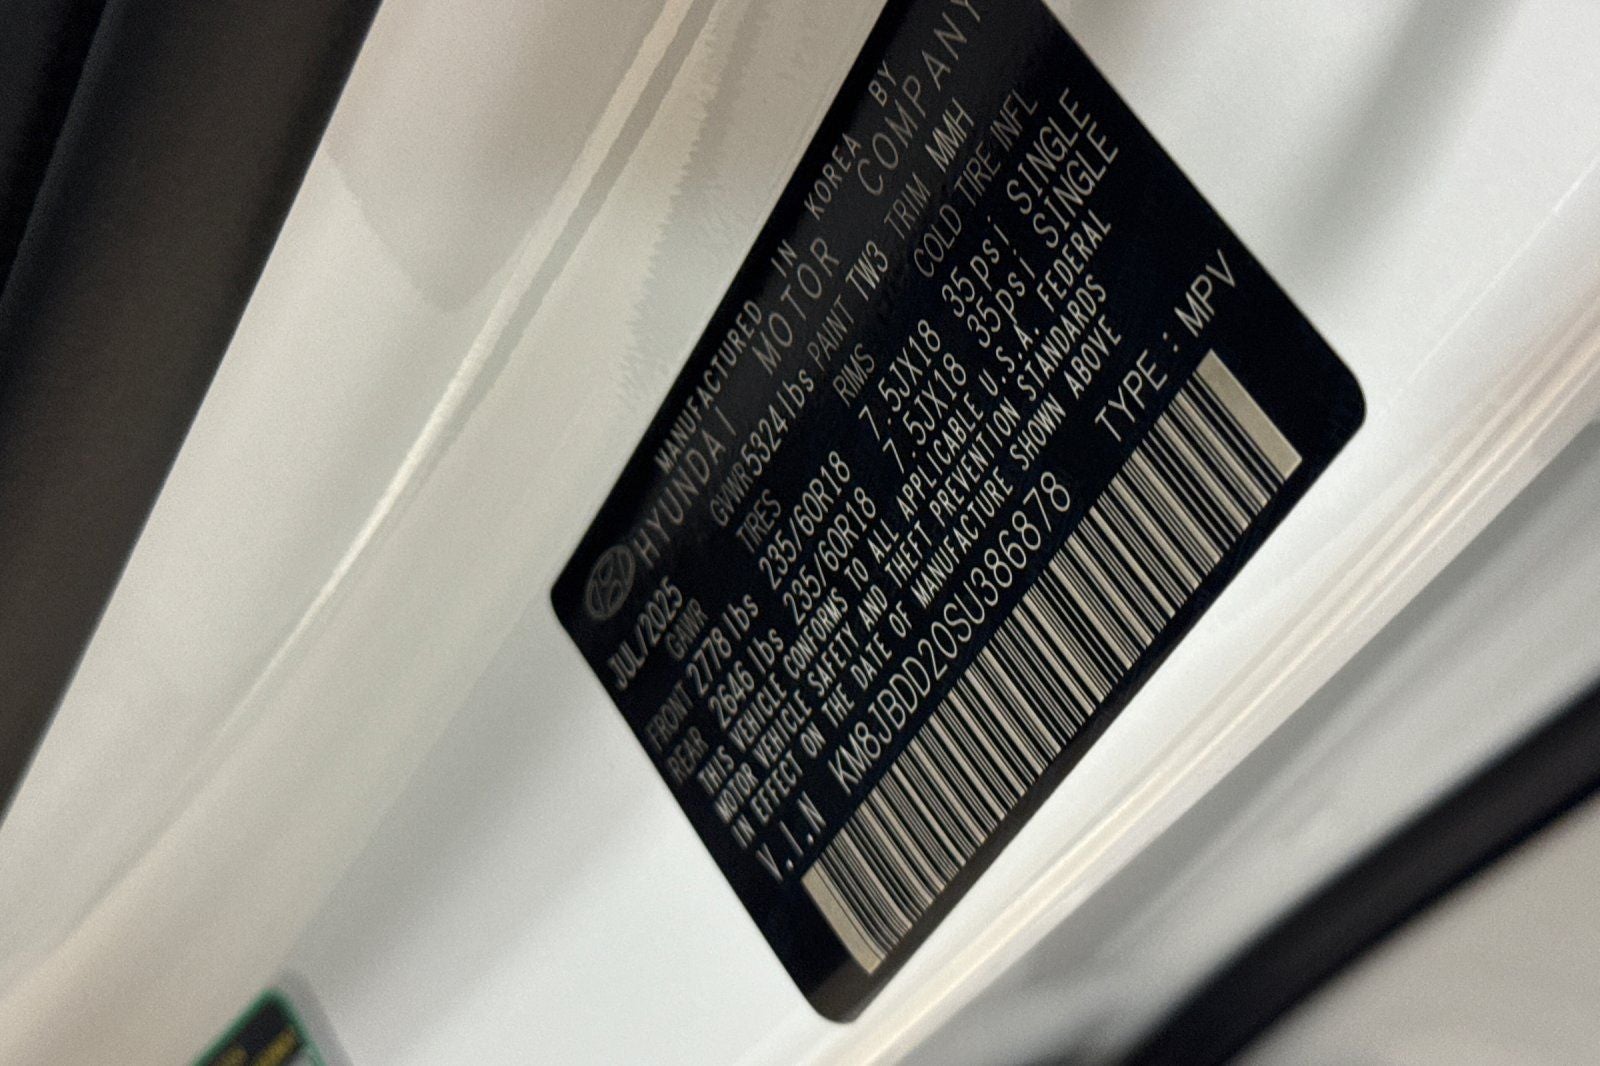 MANUFACTURED IN KOREA BY
HYUNDAI MOTOR COMPANY
JUL/2025 GVWR 5324lbs PAINT TW3 TRIM MMH
GAWR TIRES RIMS COLD TIRE INFL
FRONT 2778lbs 235/60R18 7.5JX18 35psi SINGLE
REAR 2646lbs 235/60R18 7.5JX18 35psi SINGLE
THIS VEHICLE CONFORMS TO ALL APPLICABLE U.S.A. FEDERAL
MOTOR VEHICLE SAFETY AND THEFT PREVENTION STANDARDS
IN EFFECT ON THE DATE OF MANUFACTURE SHOWN ABOVE
V.I.N KM8JBDD20SU386878 TYPE : MPV